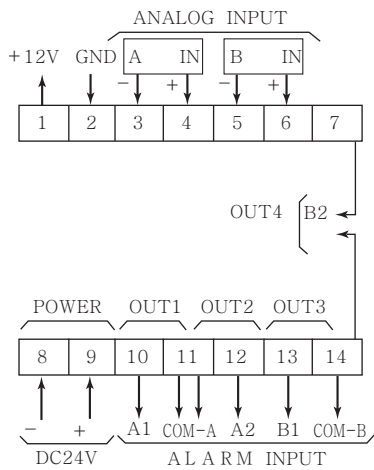 ANALOG INPUT
+12V GND A IN B IN
− + − +
1 2 3 4 5 6 7
OUT4 B2
POWER OUT1 OUT2 OUT3
8 9 10 11 12 13 14
− + A1 COM-A A2 B1 COM-B
DC24V ALARM INPUT